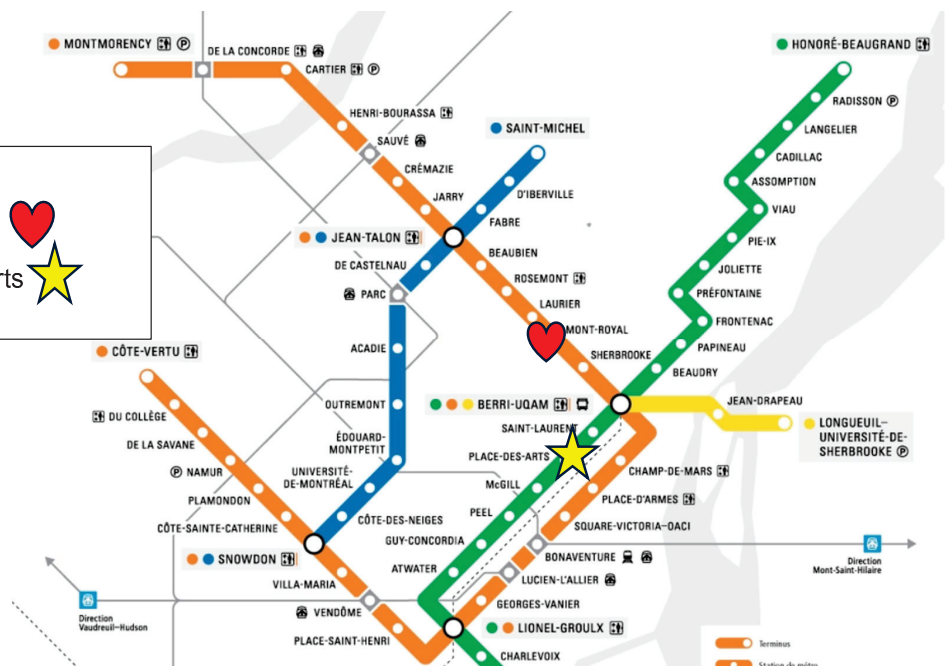 MONTMORENCY P
DE LA CONCORDE
CARTIER P
HENRI-BOURASSA
SAUVÉ
CRÉMAZIE
JARRY
JEAN-TALON
BEAUBIEN
ROSEMONT
LAURIER
MONT-ROYAL
SHERBROOKE
SAINT-MICHEL
D'IBERVILLE
FABRE
DE CASTELNAU
PARC
ACADIE
OUTREMONT
ÉDOUARD-
MONTPETIT
UNIVERSITÉ-
DE-MONTRÉAL
CÔTE-DES-NEIGES
HONORÉ-BEAUGRAND
RADISSON P
LANGELIER
CADILLAC
ASSOMPTION
VIAU
PIE-IX
JOLIETTE
PRÉFONTAINE
FRONTENAC
PAPINEAU
BEAUDRY
rts
CÔTE-VERTU
DU COLLÈGE
DE LA SAVANE
P NAMUR
PLAMONDON
CÔTE-SAINTE-CATHERINE
SNOWDON
VILLA-MARIA
VENDÔME
PLACE-SAINT-HENRI
BERRI-UQAM
JEAN-DRAPEAU
LONGUEUIL–
UNIVERSITÉ-DE-
SHERBROOKE P
SAINT-LAURENT
PLACE-DES-ARTS
McGILL
PEEL
GUY-CONCORDIA
ATWATER
CHAMP-DE-MARS
PLACE-D'ARMES
SQUARE-VICTORIA–OACI
BONAVENTURE
LUCIEN-L'ALLIER
GEORGES-VANIER
LIONEL-GROULX
CHARLEVOIX
Direction
Mont-Saint-Hilaire
Direction
Vaudreuil–Hudson
Terminus
Station de métro